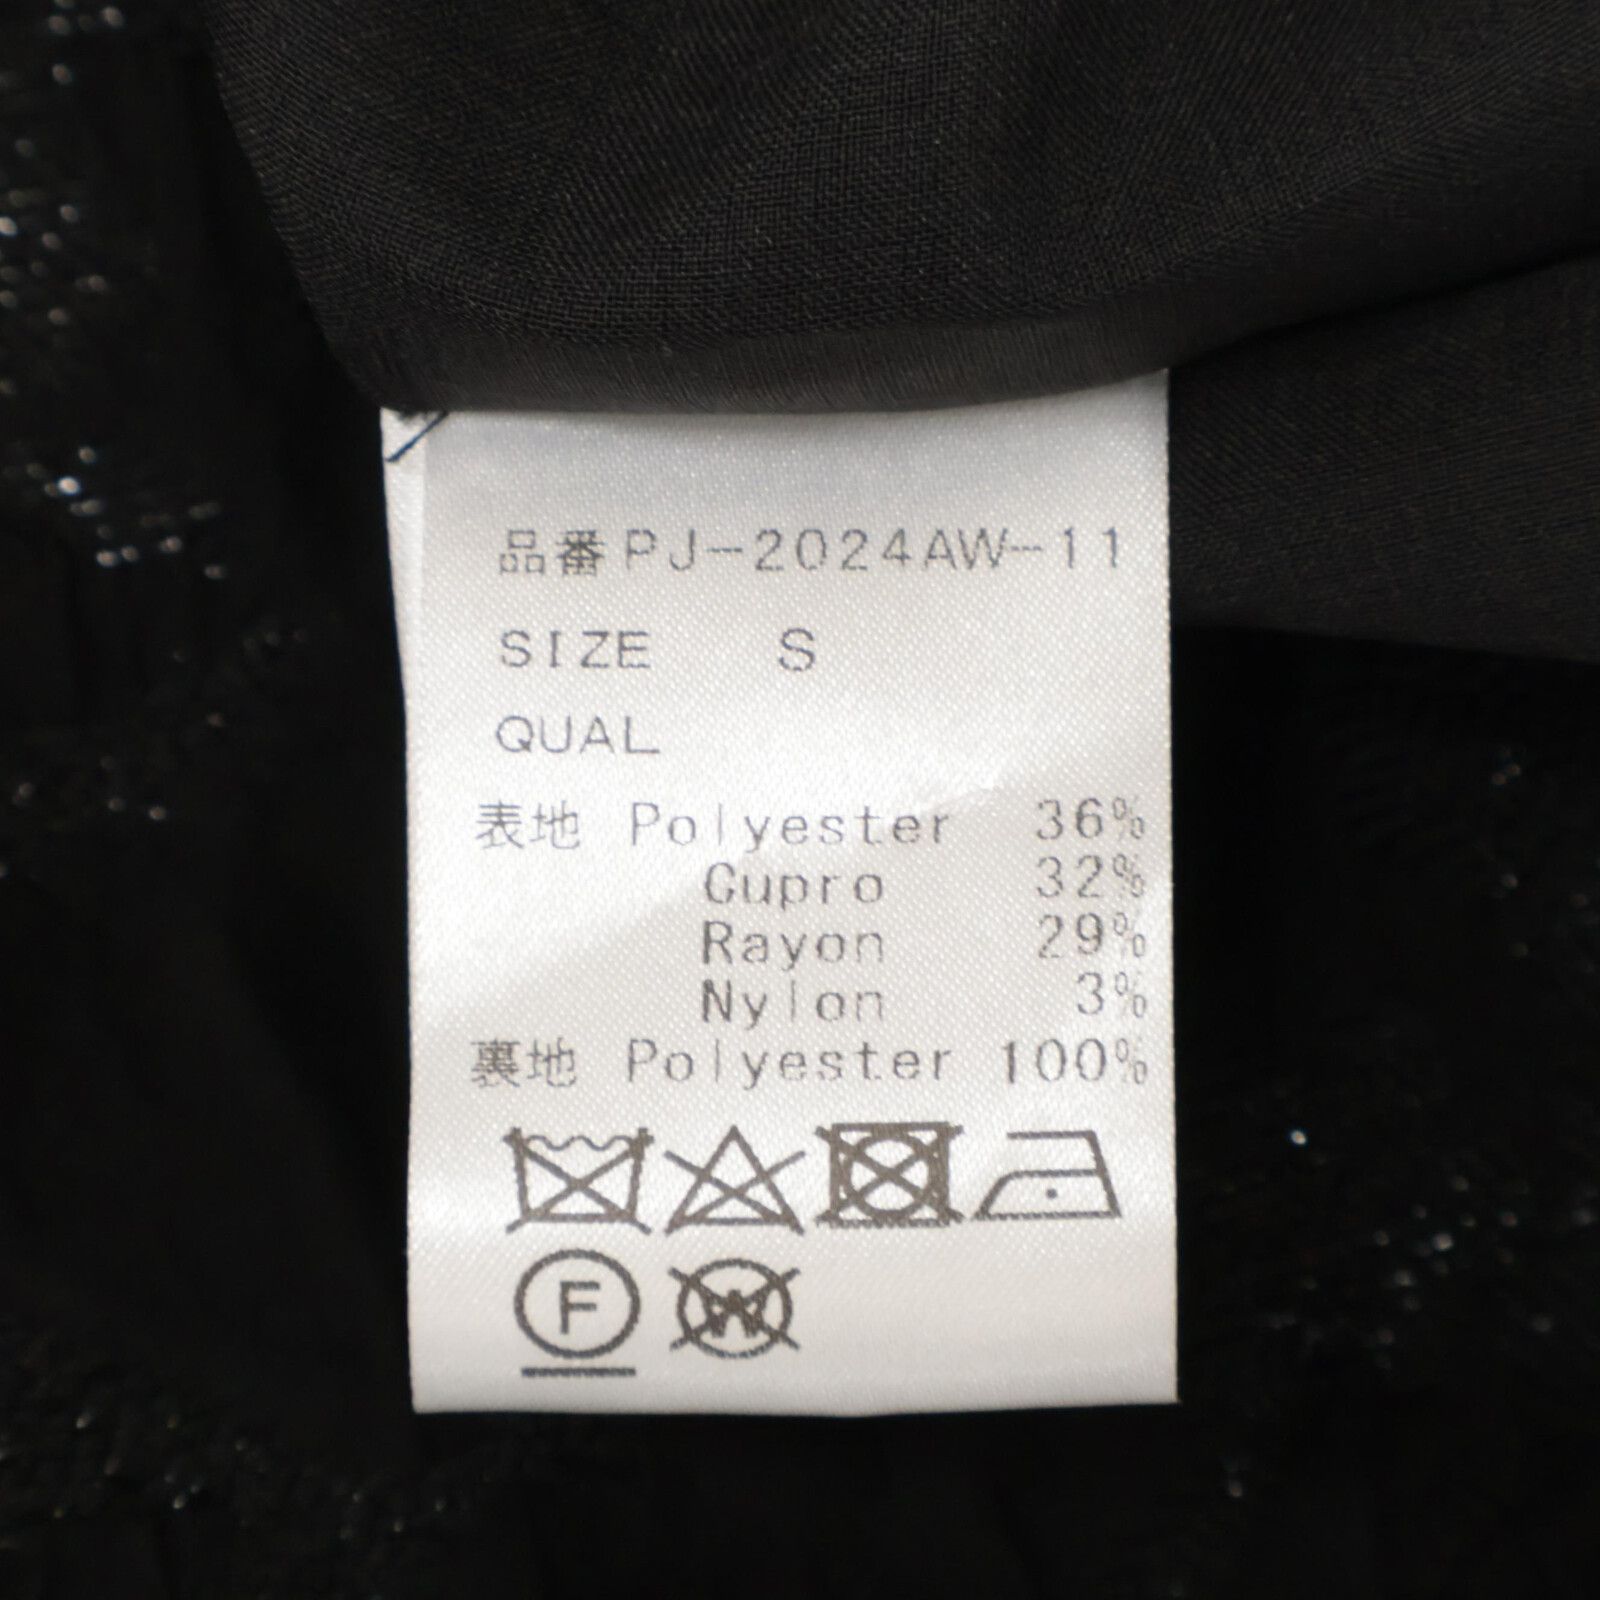 品番PJ-2024AW-11
SIZE S
QUAL
表地 Polyester 36%
Cupro 32%
Rayon 29%
Nylon 3%
裏地 Polyester 100%
F
W